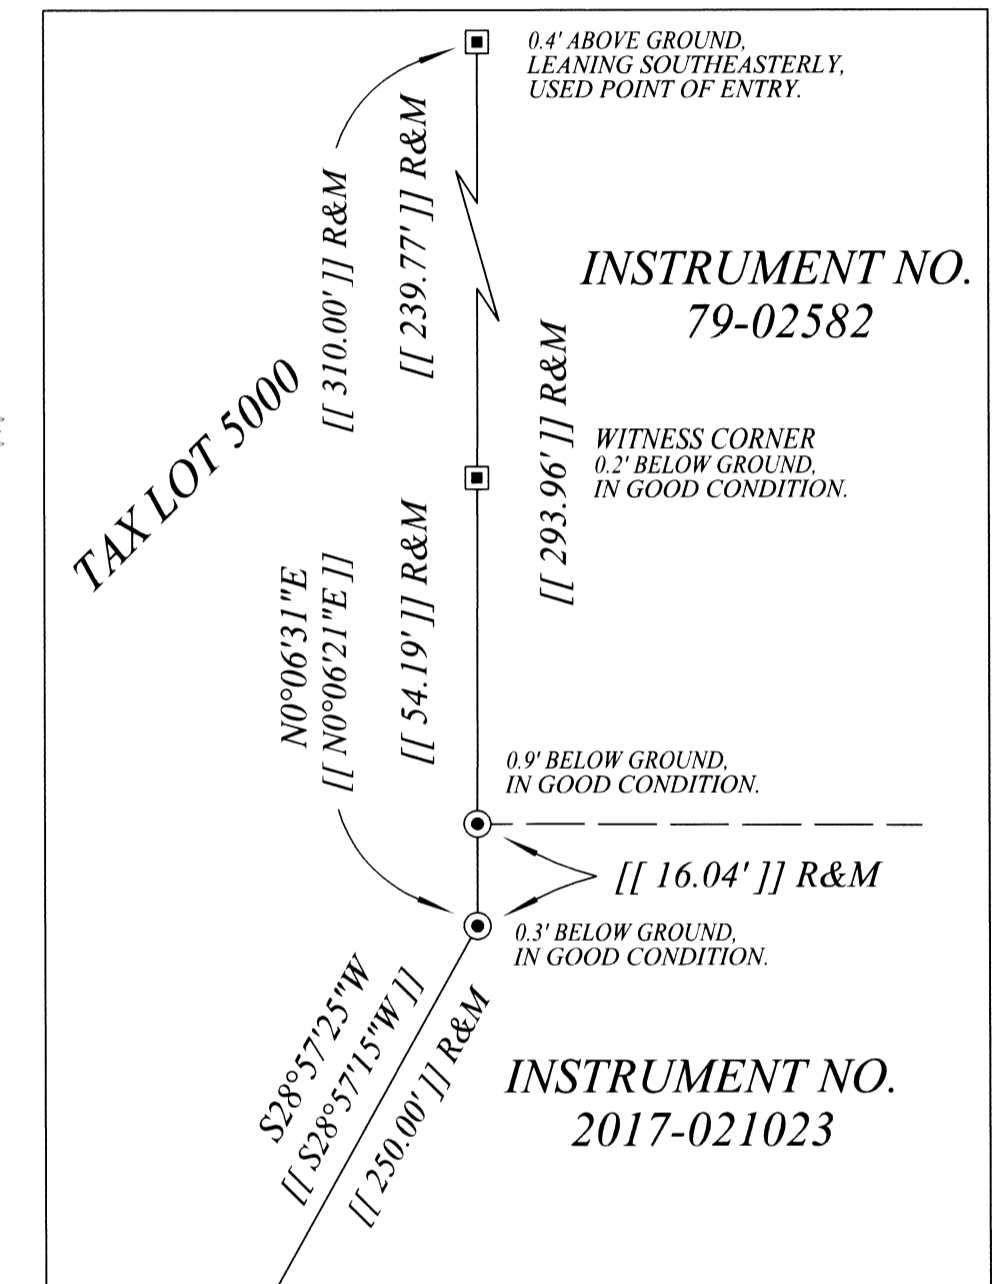 0.4' ABOVE GROUND,
LEANING SOUTHEASTERLY,
USED POINT OF ENTRY.
[[ 310.00' ]] R&M
[[ 239.77' ]] R&M
INSTRUMENT NO.
79-02582
TAX LOT 5000
[[ 293.96' ]] R&M
WITNESS CORNER
0.2' BELOW GROUND,
IN GOOD CONDITION.
N0°06'31"E
[[ N0°06'21"E ]]
[[ 54.19' ]] R&M
0.9' BELOW GROUND,
IN GOOD CONDITION.
[[ 16.04' ]] R&M
0.3' BELOW GROUND,
IN GOOD CONDITION.
S28°57'25"W
[[ S28°57'15"W ]]
[[ 250.00' ]] R&M
INSTRUMENT NO.
2017-021023